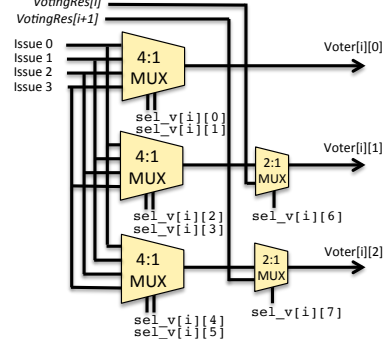 VotingRes[i]
VotingRes[i+1]
Issue 0
Issue 1
Issue 2
Issue 3
4:1
MUX
Voter[i][0]
sel_v[i][0]
sel_v[i][1]
4:1
MUX
2:1
MUX
Voter[i][1]
sel_v[i][2]
sel_v[i][3]
sel_v[i][6]
4:1
MUX
2:1
MUX
Voter[i][2]
sel_v[i][4]
sel_v[i][5]
sel_v[i][7]